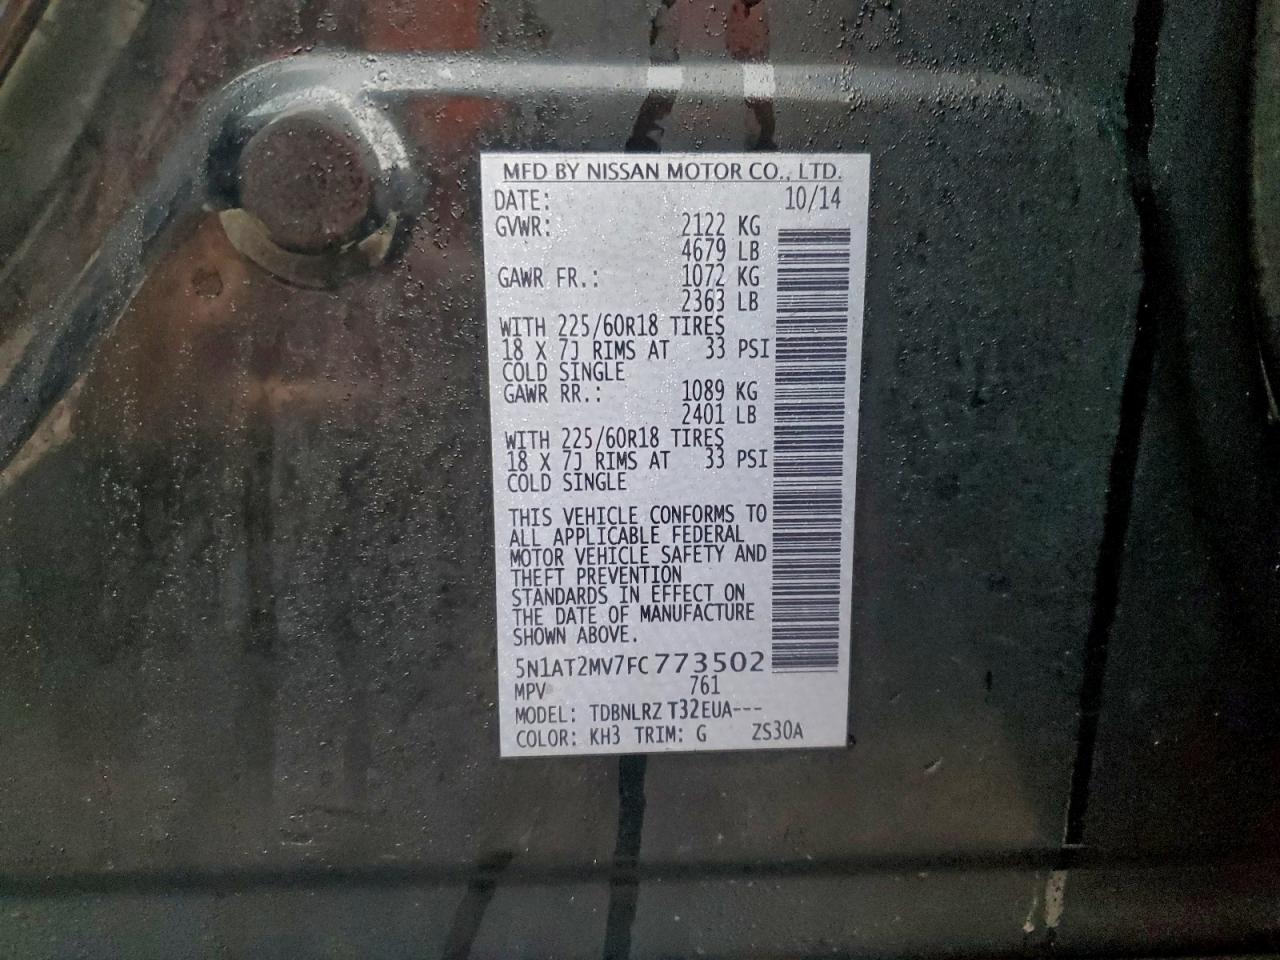 MFD BY NISSAN MOTOR CO., LTD.
DATE: 10/14
GVWR: 2122 KG
4679 LB
GAWR FR.: 1072 KG
2363 LB
WITH 225/60R18 TIRES
18 X 7J RIMS AT 33 PSI
COLD SINGLE
GAWR RR.: 1089 KG
2401 LB
WITH 225/60R18 TIRES
18 X 7J RIMS AT 33 PSI
COLD SINGLE
THIS VEHICLE CONFORMS TO
ALL APPLICABLE FEDERAL
MOTOR VEHICLE SAFETY AND
THEFT PREVENTION
STANDARDS IN EFFECT ON
THE DATE OF MANUFACTURE
SHOWN ABOVE.
5N1AT2MV7FC773502
MPV 761
MODEL: TDBNLRZ T32EUA---
COLOR: KH3 TRIM: G ZS30A